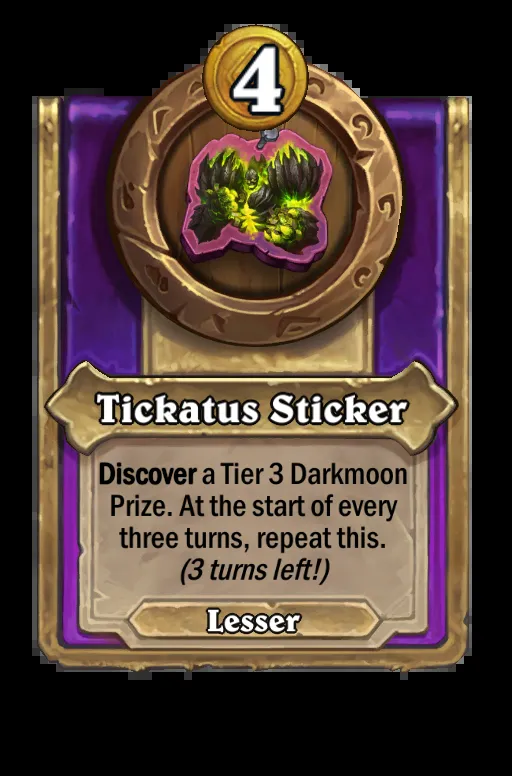 4
Tickatus Sticker
Discover a Tier 3 Darkmoon
Prize. At the start of every
three turns, repeat this.
(3 turns left!)
Lesser